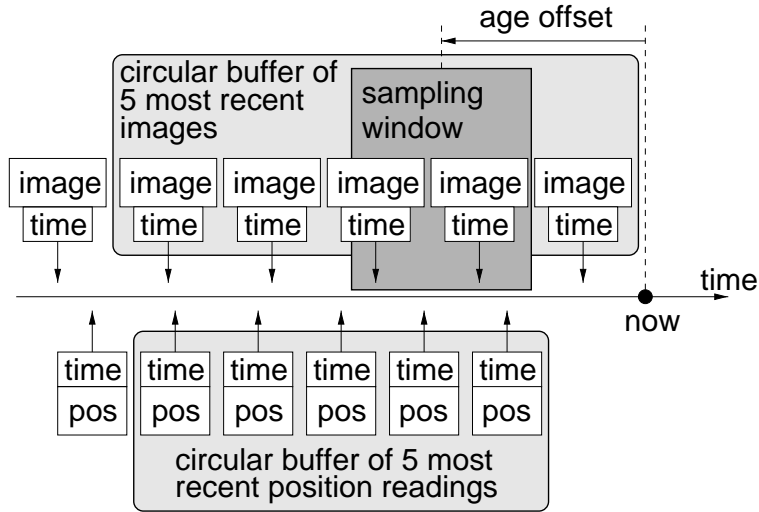 age offset
circular buffer of
5 most recent
images
sampling
window
image image image image image image
time time time time time time
time
now
time time time time time time
pos pos pos pos pos pos
circular buffer of 5 most
recent position readings